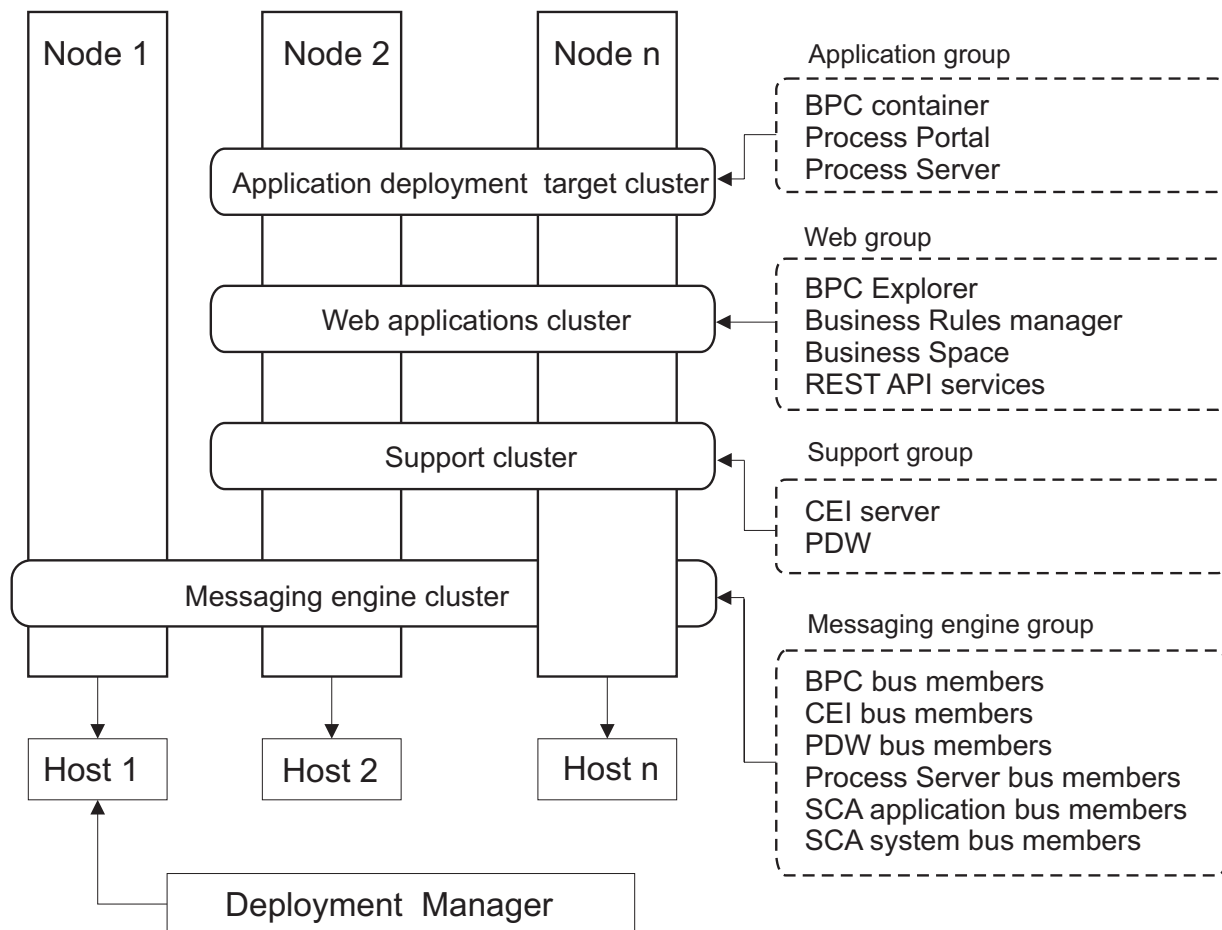 Node 1
Node 2
Node n
Application deployment target cluster
Web applications cluster
Support cluster
Messaging engine cluster
Host 1
Host 2
Host n
Deployment Manager
Application group
BPC container
Process Portal
Process Server
Web group
BPC Explorer
Business Rules manager
Business Space
REST API services
Support group
CEI server
PDW
Messaging engine group
BPC bus members
CEI bus members
PDW bus members
Process Server bus members
SCA application bus members
SCA system bus members